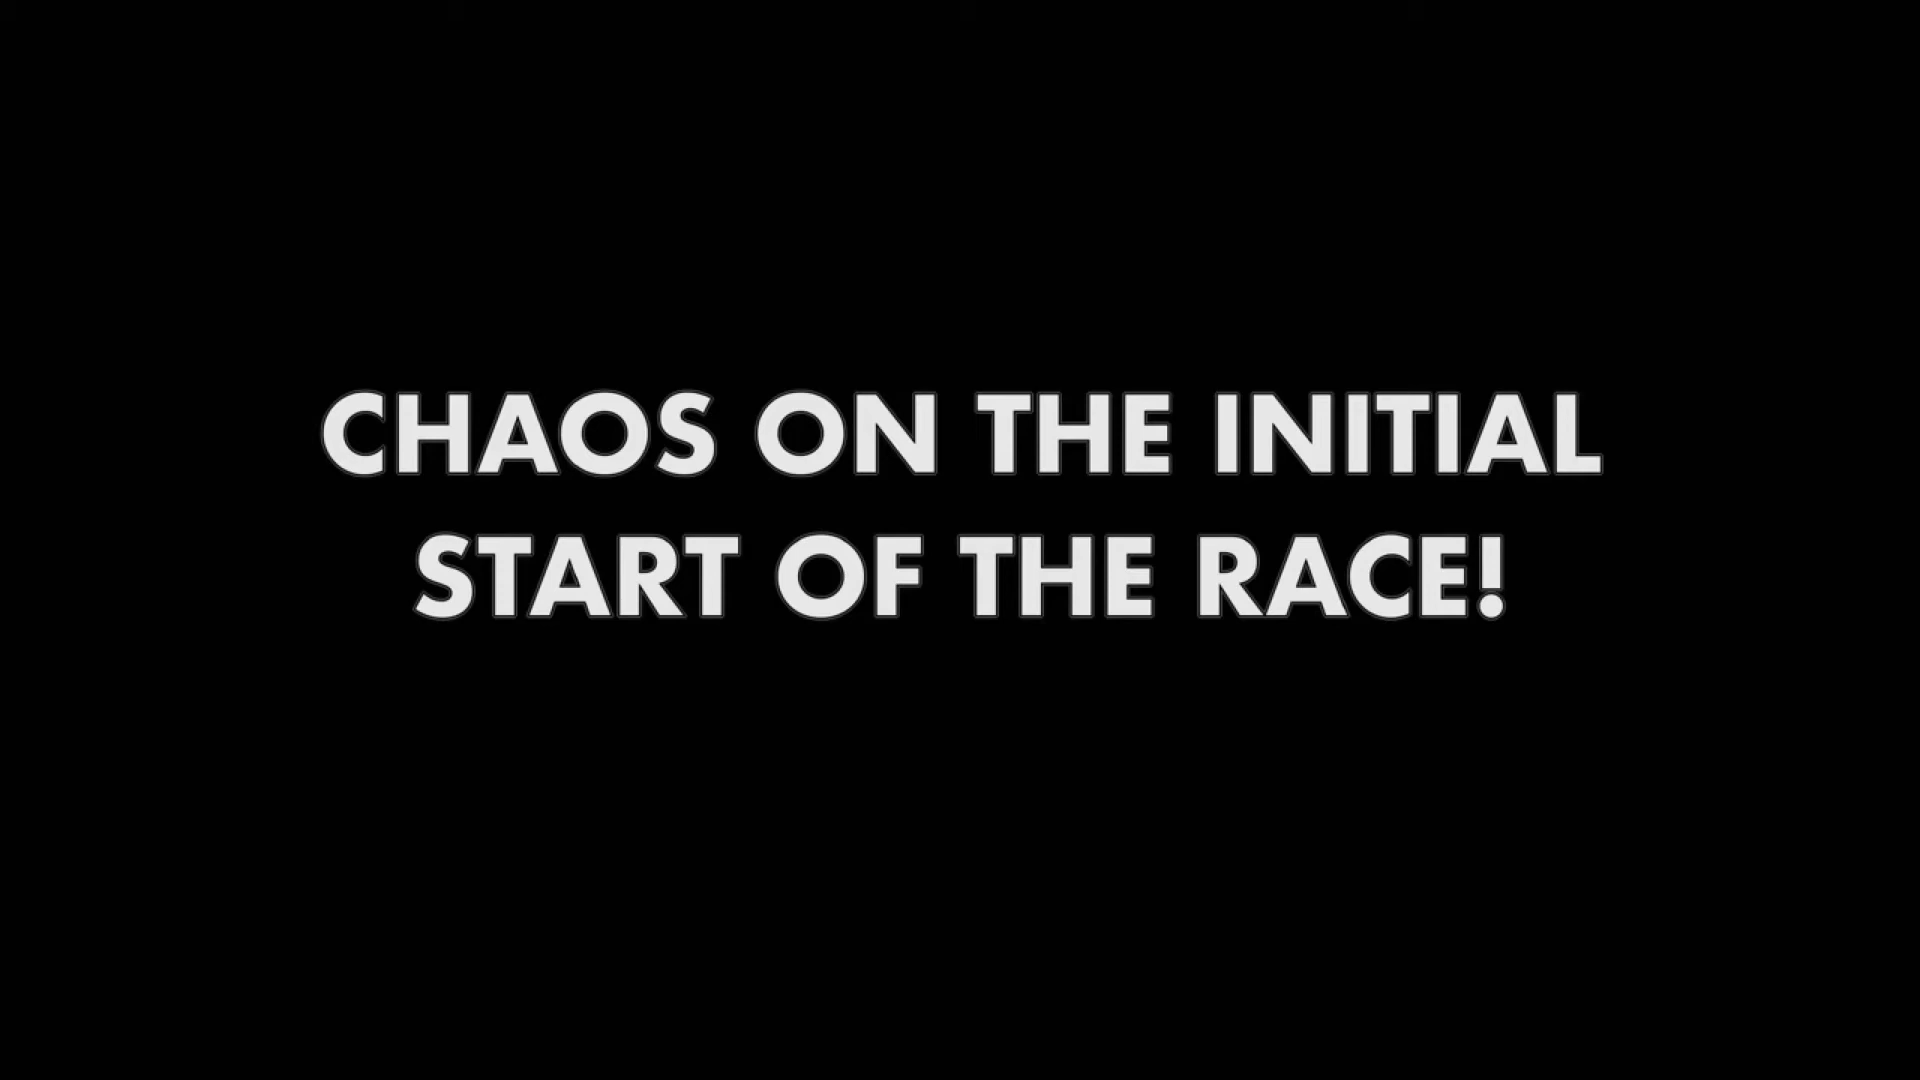 CHAOS ON THE INITIAL
START OF THE RACE!